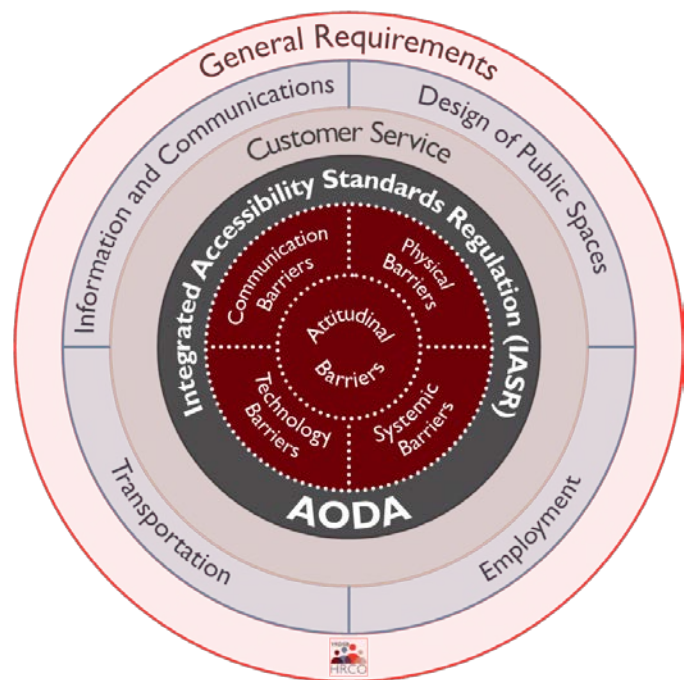 General Requirements
Information and Communications
Design of Public Spaces
Customer Service
Integrated Accessibility Standards Regulation (IASR)
Communication
Barriers
Physical
Barriers
Attitudinal
Barriers
Technology
Barriers
Systemic
Barriers
AODA
Transportation
Employment
HRCO